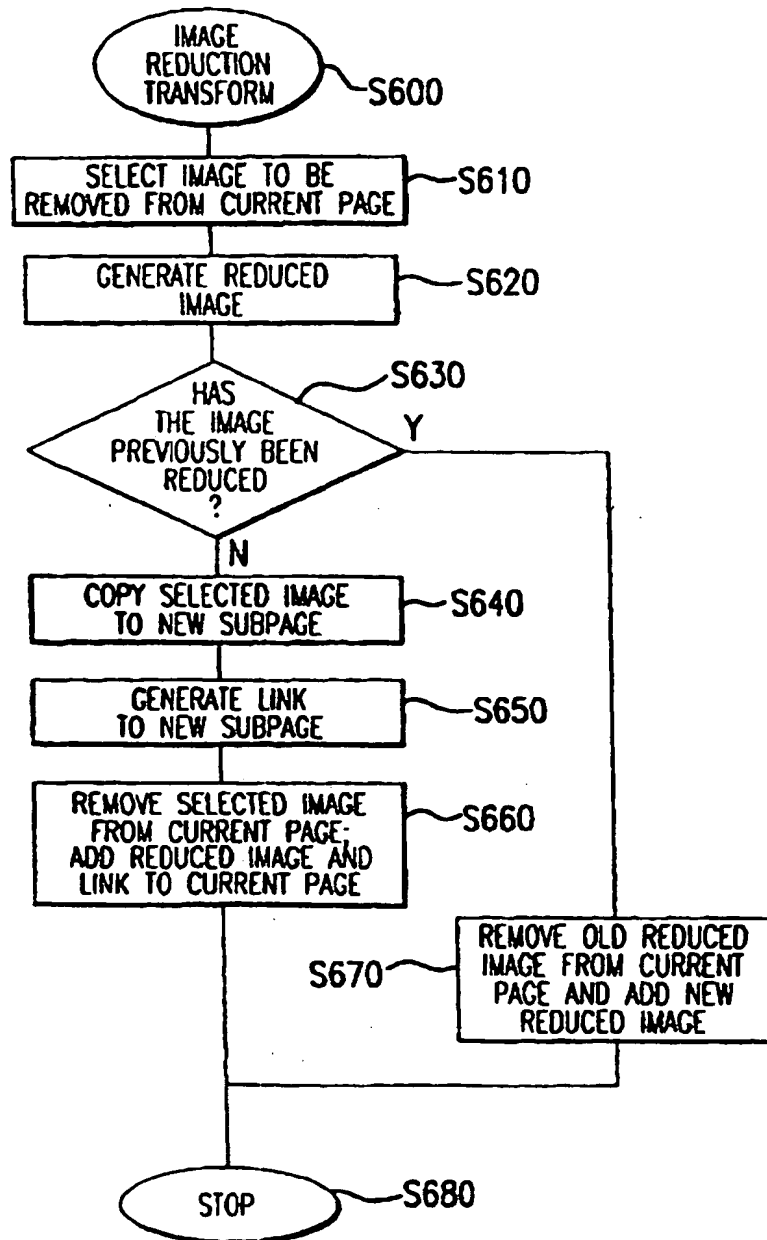 IMAGE
REDUCTION
TRANSFORM
S600
SELECT IMAGE TO BE
REMOVED FROM CURRENT PAGE
S610
GENERATE REDUCED
IMAGE
S620
S630
HAS
THE IMAGE
PREVIOUSLY BEEN
REDUCED
?
Y
N
COPY SELECTED IMAGE
TO NEW SUBPAGE
S640
GENERATE LINK
TO NEW SUBPAGE
S650
REMOVE SELECTED IMAGE
FROM CURRENT PAGE;
ADD REDUCED IMAGE AND
LINK TO CURRENT PAGE
S660
REMOVE OLD REDUCED
IMAGE FROM CURRENT
PAGE AND ADD NEW
REDUCED IMAGE
S670
STOP
S680